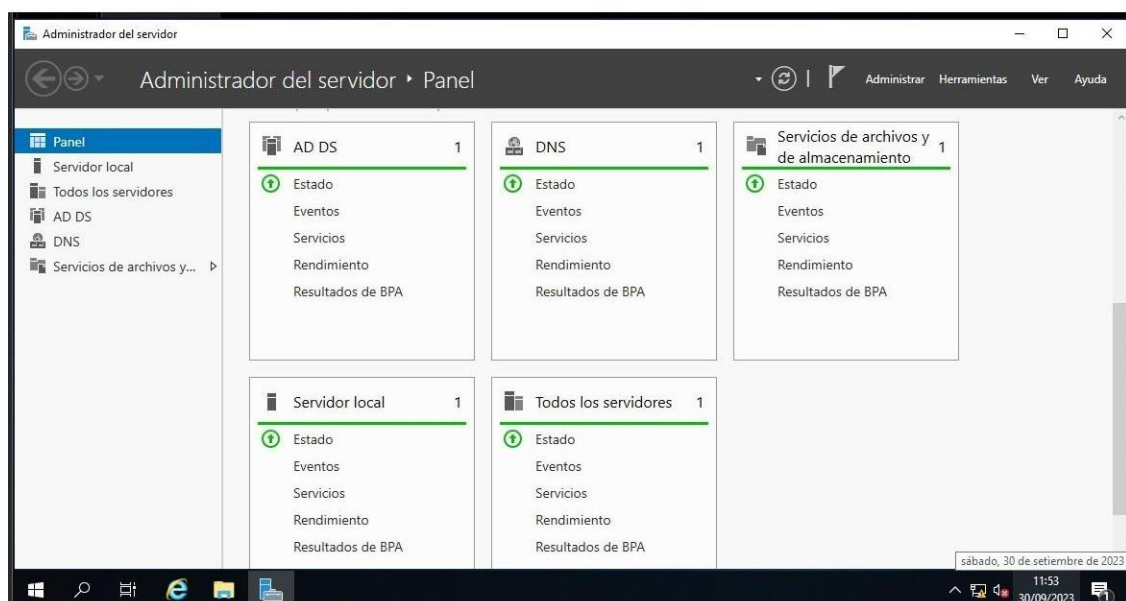 Administrador del servidor
Administrador del servidor ‣ Panel
Administrar Herramientas Ver Ayuda
Panel
Servidor local
Todos los servidores
AD DS
DNS
Servicios de archivos y...
AD DS 1
Estado
Eventos
Servicios
Rendimiento
Resultados de BPA
DNS 1
Estado
Eventos
Servicios
Rendimiento
Resultados de BPA
Servicios de archivos y
de almacenamiento 1
Estado
Eventos
Servicios
Rendimiento
Resultados de BPA
Servidor local 1
Estado
Eventos
Servicios
Rendimiento
Resultados de BPA
Todos los servidores 1
Estado
Eventos
Servicios
Rendimiento
Resultados de BPA
sábado, 30 de setiembre de 2023
11:53
30/09/2023
1